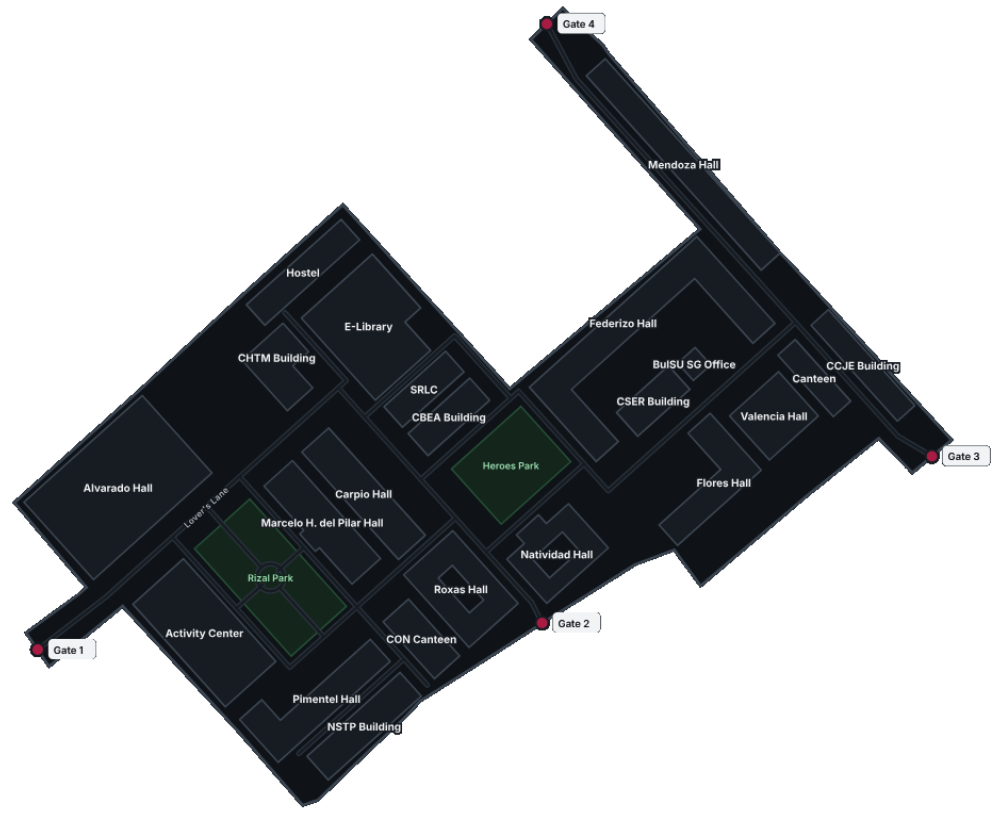 Gate 4
Mendoza Hall
Hostel
E-Library
Federizo Hall
CHTM Building
BulSU SG Office
CCJE Building
Canteen
SRLC
CSER Building
CBEA Building
Valencia Hall
Gate 3
Heroes Park
Flores Hall
Alvarado Hall
Carpio Hall
Lover's Lane
Marcelo H. del Pilar Hall
Natividad Hall
Rizal Park
Roxas Hall
Gate 2
Activity Center
CON Canteen
Gate 1
Pimentel Hall
NSTP Building